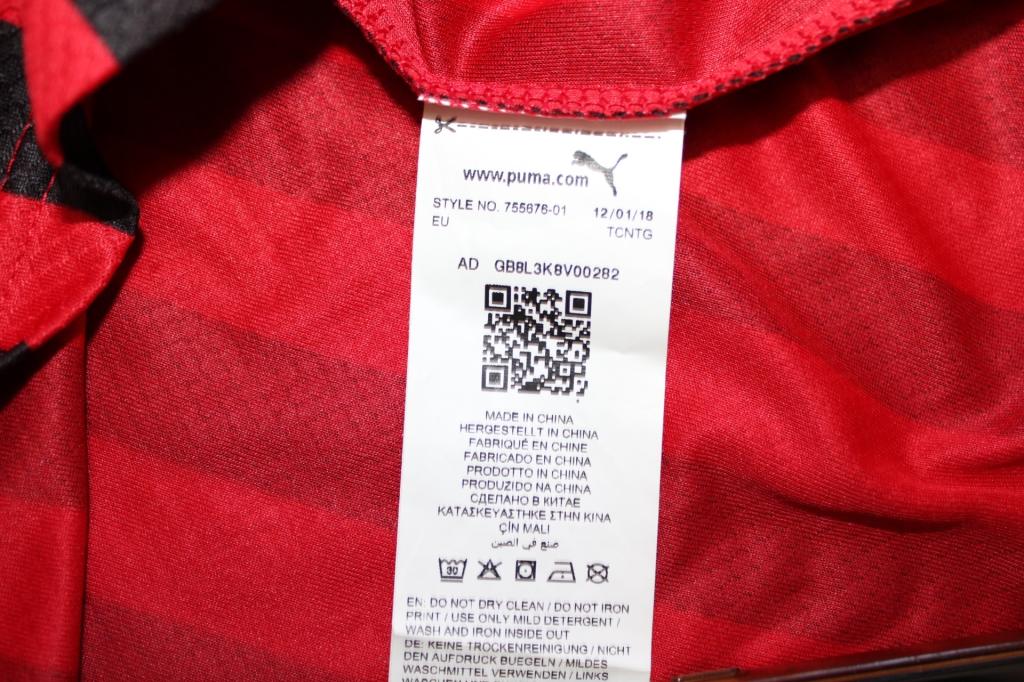 www.puma.com
STYLE NO. 755676-01 12/01/18
EU TCNTG
AD GB8L3K8V00282
MADE IN CHINA
HERGESTELLT IN CHINA
FABRIQUÉ EN CHINE
FABRICADO EN CHINA
PRODOTTO IN CHINA
PRODUZIDO NA CHINA
СДЕЛАНО В КИТАЕ
ΚΑΤΑΣΚΕΥΑΣΤΗΚΕ ΣΤΗΝ ΚΙΝΑ
ÇİN MALI
صنع في الصين
30
EN: DO NOT DRY CLEAN / DO NOT IRON
PRINT / USE ONLY MILD DETERGENT /
WASH AND IRON INSIDE OUT
DE: KEINE TROCKENREINIGUNG / NICHT
DEN AUFDRUCK BUEGELN / MILDES
WASCHMITTEL VERWENDEN / LINKS
WASCHEN UND